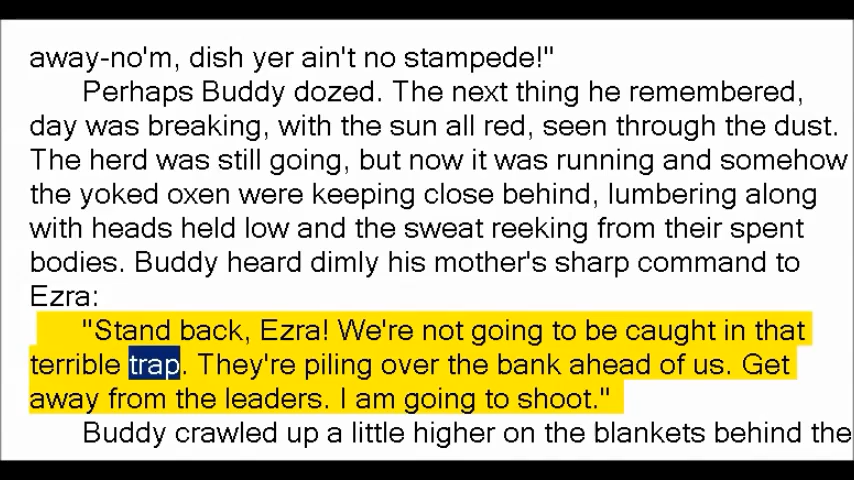 away-no'm, dish yer ain't no stampede!"
Perhaps Buddy dozed. The next thing he remembered,
day was breaking, with the sun all red, seen through the dust.
The herd was still going, but now it was running and somehow
the yoked oxen were keeping close behind, lumbering along
with heads held low and the sweat reeking from their spent
bodies. Buddy heard dimly his mother's sharp command to
Ezra:
"Stand back, Ezra! We're not going to be caught in that
terrible trap. They're piling over the bank ahead of us. Get
away from the leaders. I am going to shoot."
Buddy crawled up a little higher on the blankets behind the